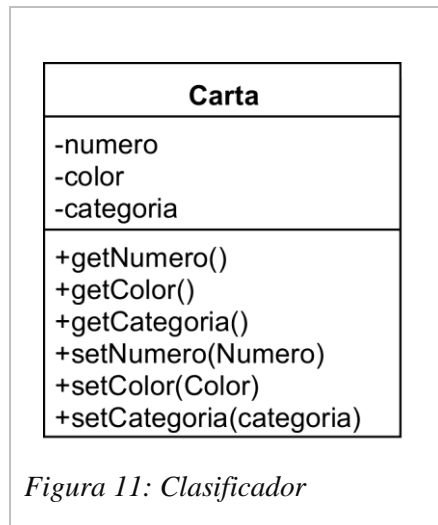 Carta
-numero
-color
-categoria
+getNumero()
+getColor()
+getCategoria()
+setNumero(Numero)
+setColor(Color)
+setCategoria(categoria)
Figura 11: Clasificador